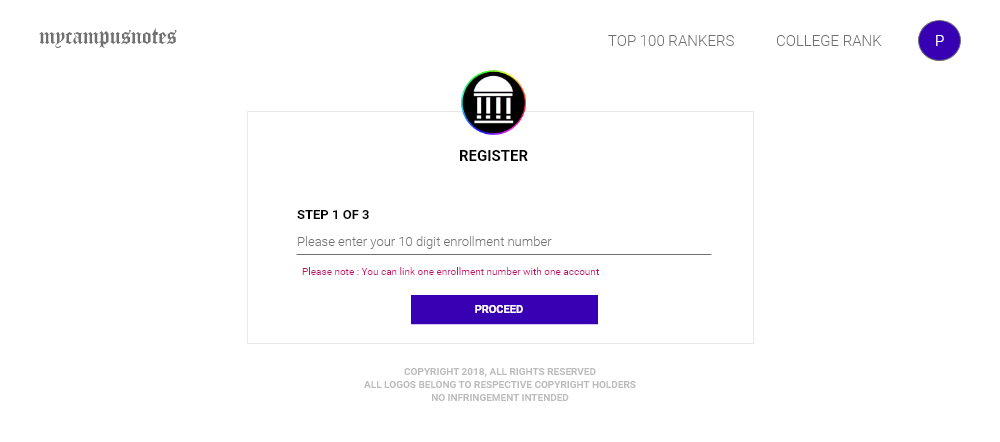 mycampusnotes
TOP 100 RANKERS
COLLEGE RANK
P
REGISTER
STEP 1 OF 3
Please enter your 10 digit enrollment number
Please note : You can link one enrollment number with one account
PROCEED
COPYRIGHT 2018, ALL RIGHTS RESERVED
ALL LOGOS BELONG TO RESPECTIVE COPYRIGHT HOLDERS
NO INFRINGEMENT INTENDED